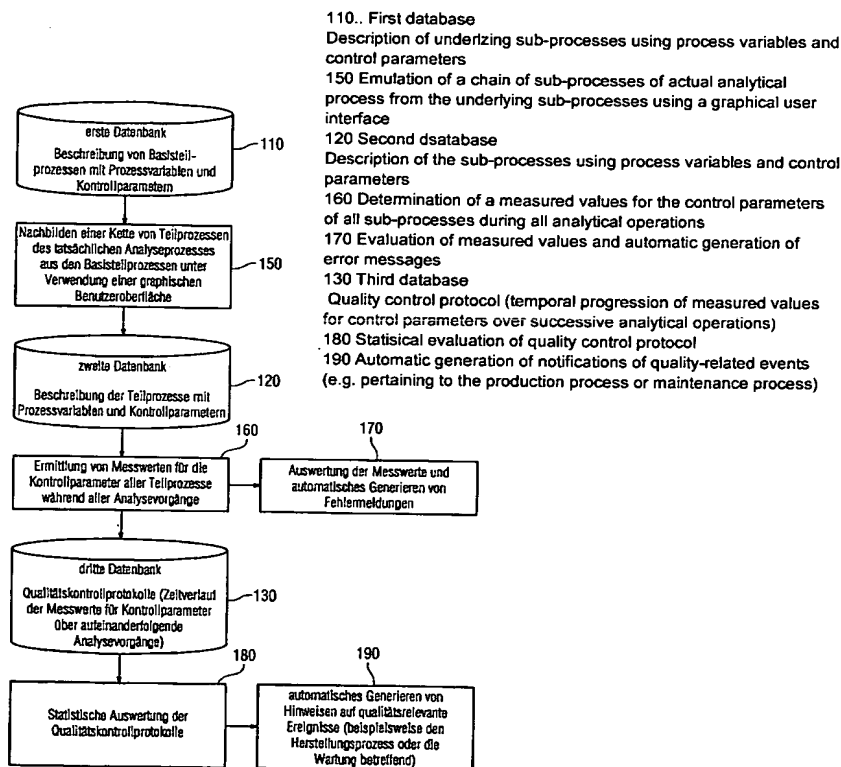 110.. First database
Description of underlzing sub-processes using process variables and
control parameters
150 Emulation of a chain of sub-processes of actual analytical
process from the underlying sub-processes using a graphical user
interface
120 Second dsatabase
Description of the sub-processes using process variables and control
parameters
160 Determination of a measured values for the control parameters
of all sub-processes during all analytical operations
170 Evaluation of measured values and automatic generation of
error messages
130 Third database
Quality control protocol (temporal progression of measured values
for control parameters over successive analytical operations)
180 Statisical evaluation of quality control protocol
190 Automatic generation of notifications of quality-related events
(e.g. pertaining to the production process or maintenance process)
erste Datenbank
Beschreibung von Basisteil-
prozessen mit Prozessvariablen und
Kontrollparametern
110
Nachbilden einer Kette von Teilprozessen
des tatsächlichen Analyseprozesses
aus den Basisteilprozessen unter
Verwendung einer graphischen
Benutzeroberfläche
150
zweite Datenbank
Beschreibung der Teilprozesse mit
Prozessvariablen und Kontrollparametern
120
Ermittlung von Messwerten für die
Kontrollparameter aller Teilprozesse
während aller Analysevorgänge
160
Auswertung der Messwerte und
automatisches Generieren von
Fehlermeldungen
170
dritte Datenbank
Qualitätskontrollprotokolle (Zeitverlauf
der Messwerte für Kontrollparameter
über aufeinanderfolgende
Analysevorgänge)
130
Statistische Auswertung der
Qualitätskontrollprotokolle
180
automatisches Generieren von
Hinweisen auf qualitätsrelevante
Ereignisse (beispielsweise den
Herstellungsprozess oder die
Wartung betreffend)
190